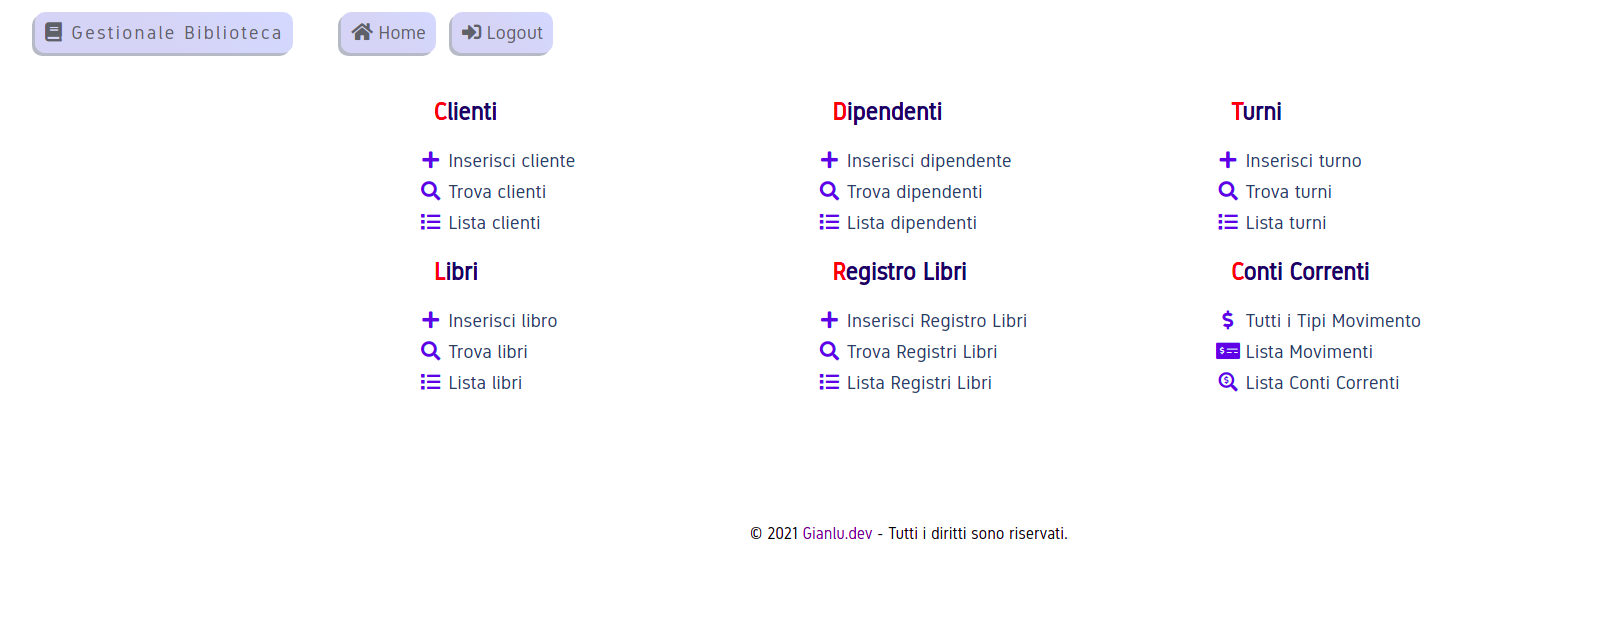 Gestionale Biblioteca
Home
Logout
Clienti
Inserisci cliente
Trova clienti
Lista clienti
Dipendenti
Inserisci dipendente
Trova dipendenti
Lista dipendenti
Turni
Inserisci turno
Trova turni
Lista turni
Libri
Inserisci libro
Trova libri
Lista libri
Registro Libri
Inserisci Registro Libri
Trova Registri Libri
Lista Registri Libri
Conti Correnti
Tutti i Tipi Movimento
Lista Movimenti
Lista Conti Correnti
© 2021 Gianlu.dev - Tutti i diritti sono riservati.